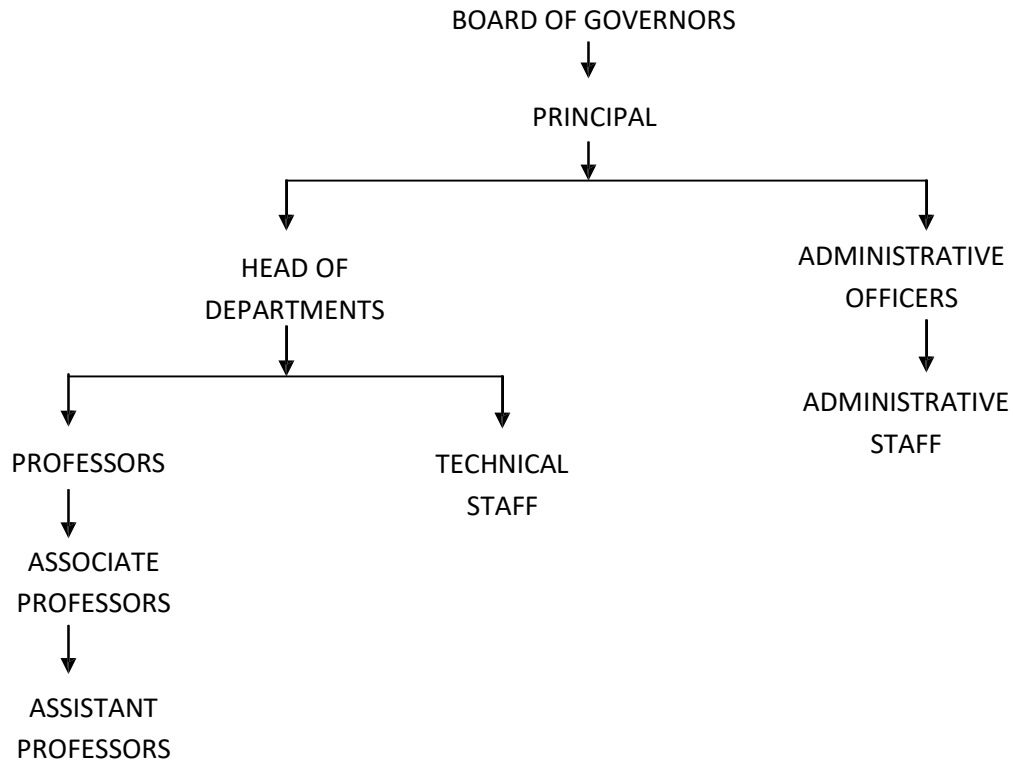 BOARD OF GOVERNORS
PRINCIPAL
HEAD OF
DEPARTMENTS
ADMINISTRATIVE
OFFICERS
ADMINISTRATIVE
STAFF
PROFESSORS
TECHNICAL
STAFF
ASSOCIATE
PROFESSORS
ASSISTANT
PROFESSORS